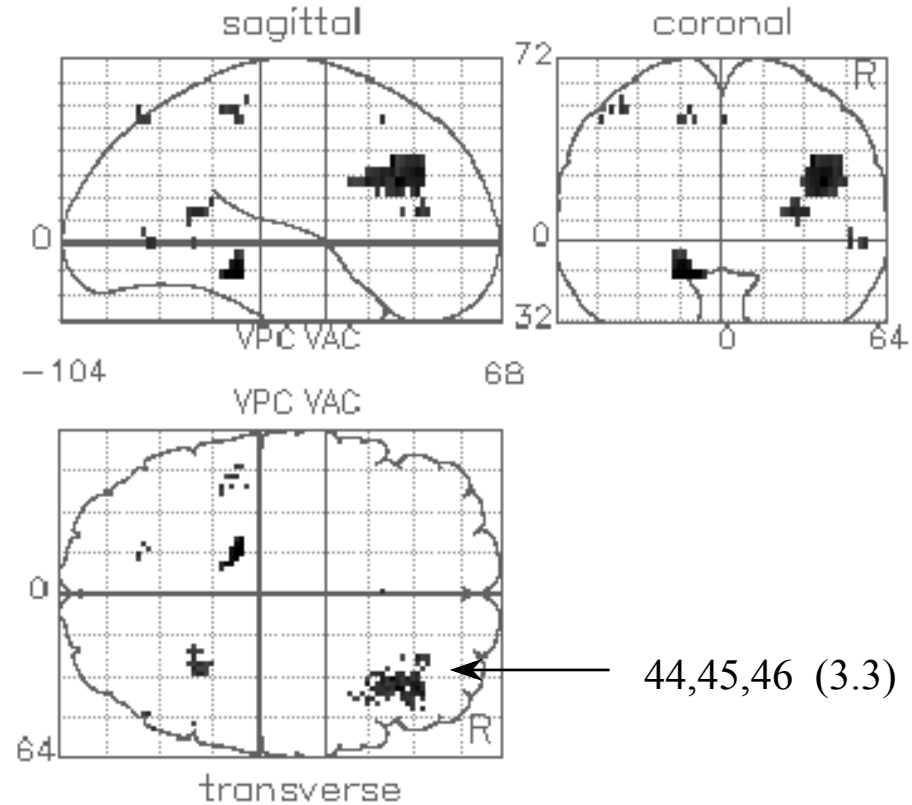 sagittal
coronal
72
R
0
0
32
VPC VAC
0
64
−104
68
VPC VAC
0
44,45,46 (3.3)
R
64
transverse